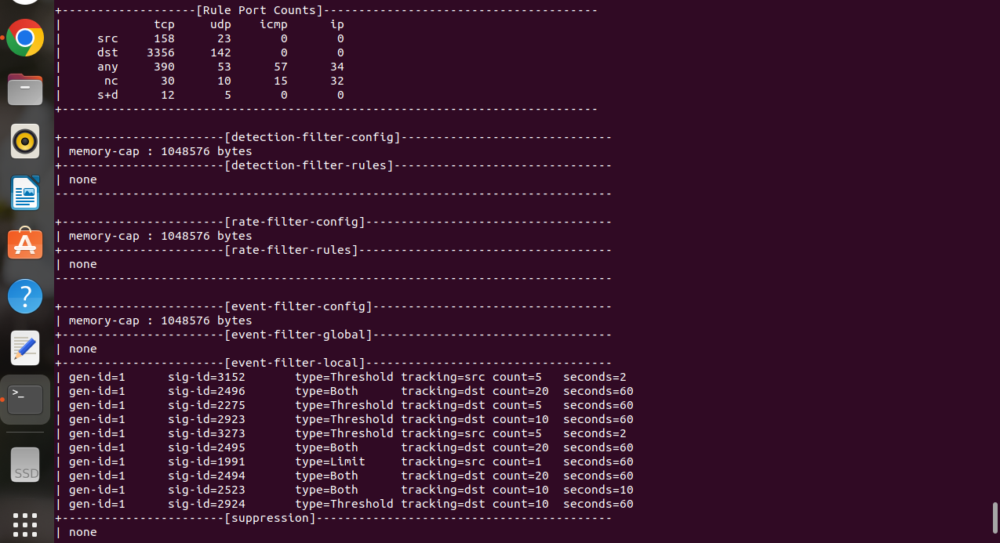 +-------------------[Rule Port Counts]---------------------------------------
|             tcp     udp    icmp      ip
|     src     158      23       0       0
|     dst    3356     142       0       0
|     any     390      53      57      34
|      nc      30      10      15      32
|     s+d      12       5       0       0
+----------------------------------------------------------------------------
+-----------------------[detection-filter-config]------------------------------
| memory-cap : 1048576 bytes
+-----------------------[detection-filter-rules]-------------------------------
| none
-------------------------------------------------------------------------------
+-----------------------[rate-filter-config]-----------------------------------
| memory-cap : 1048576 bytes
+-----------------------[rate-filter-rules]------------------------------------
| none
-------------------------------------------------------------------------------
+-----------------------[event-filter-config]----------------------------------
| memory-cap : 1048576 bytes
+-----------------------[event-filter-global]----------------------------------
| none
+-----------------------[event-filter-local]-----------------------------------
| gen-id=1      sig-id=3152       type=Threshold tracking=src count=5   seconds=2
| gen-id=1      sig-id=2496       type=Both      tracking=dst count=20  seconds=60
| gen-id=1      sig-id=2275       type=Threshold tracking=dst count=5   seconds=60
| gen-id=1      sig-id=2923       type=Threshold tracking=dst count=10  seconds=60
| gen-id=1      sig-id=3273       type=Threshold tracking=src count=5   seconds=2
| gen-id=1      sig-id=2495       type=Both      tracking=dst count=20  seconds=60
| gen-id=1      sig-id=1991       type=Limit     tracking=src count=1   seconds=60
| gen-id=1      sig-id=2494       type=Both      tracking=dst count=20  seconds=60
| gen-id=1      sig-id=2523       type=Both      tracking=dst count=10  seconds=10
| gen-id=1      sig-id=2924       type=Threshold tracking=dst count=10  seconds=60
+-----------------------[suppression]------------------------------------------
| none
?
>_
SSD